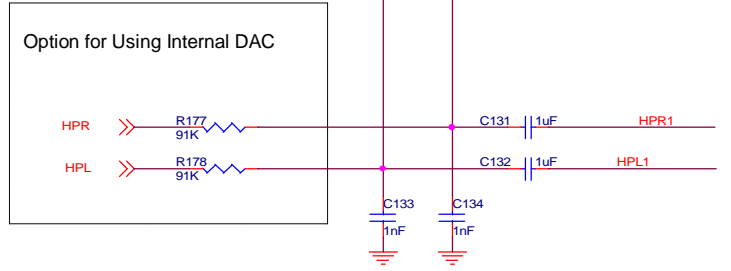 Option for Using Internal DAC
HPR
R177
91K
C131
1uF
HPR1
HPL
R178
91K
C132
1uF
HPL1
C133
1nF
C134
1nF